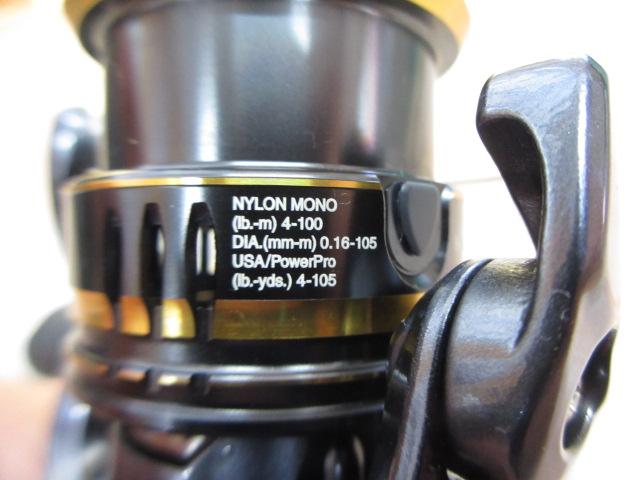 NYLON MONO
(lb.-m) 4-100
DIA.(mm-m) 0.16-105
USA/PowerPro
(lb.-yds.) 4-105